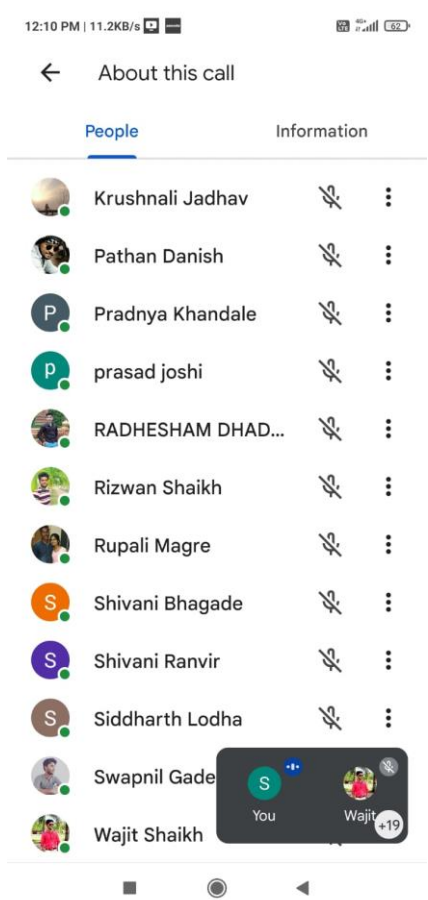 12:10 PM | 11.2KB/s 4G+ 62
← About this call
People Information
Krushnali Jadhav
Pathan Danish
P Pradnya Khandale
p prasad joshi
RADHESHAM DHAD...
Rizwan Shaikh
Rupali Magre
S Shivani Bhagade
S Shivani Ranvir
S Siddharth Lodha
Swapnil Gade
S
You Wajit
+19
Wajit Shaikh